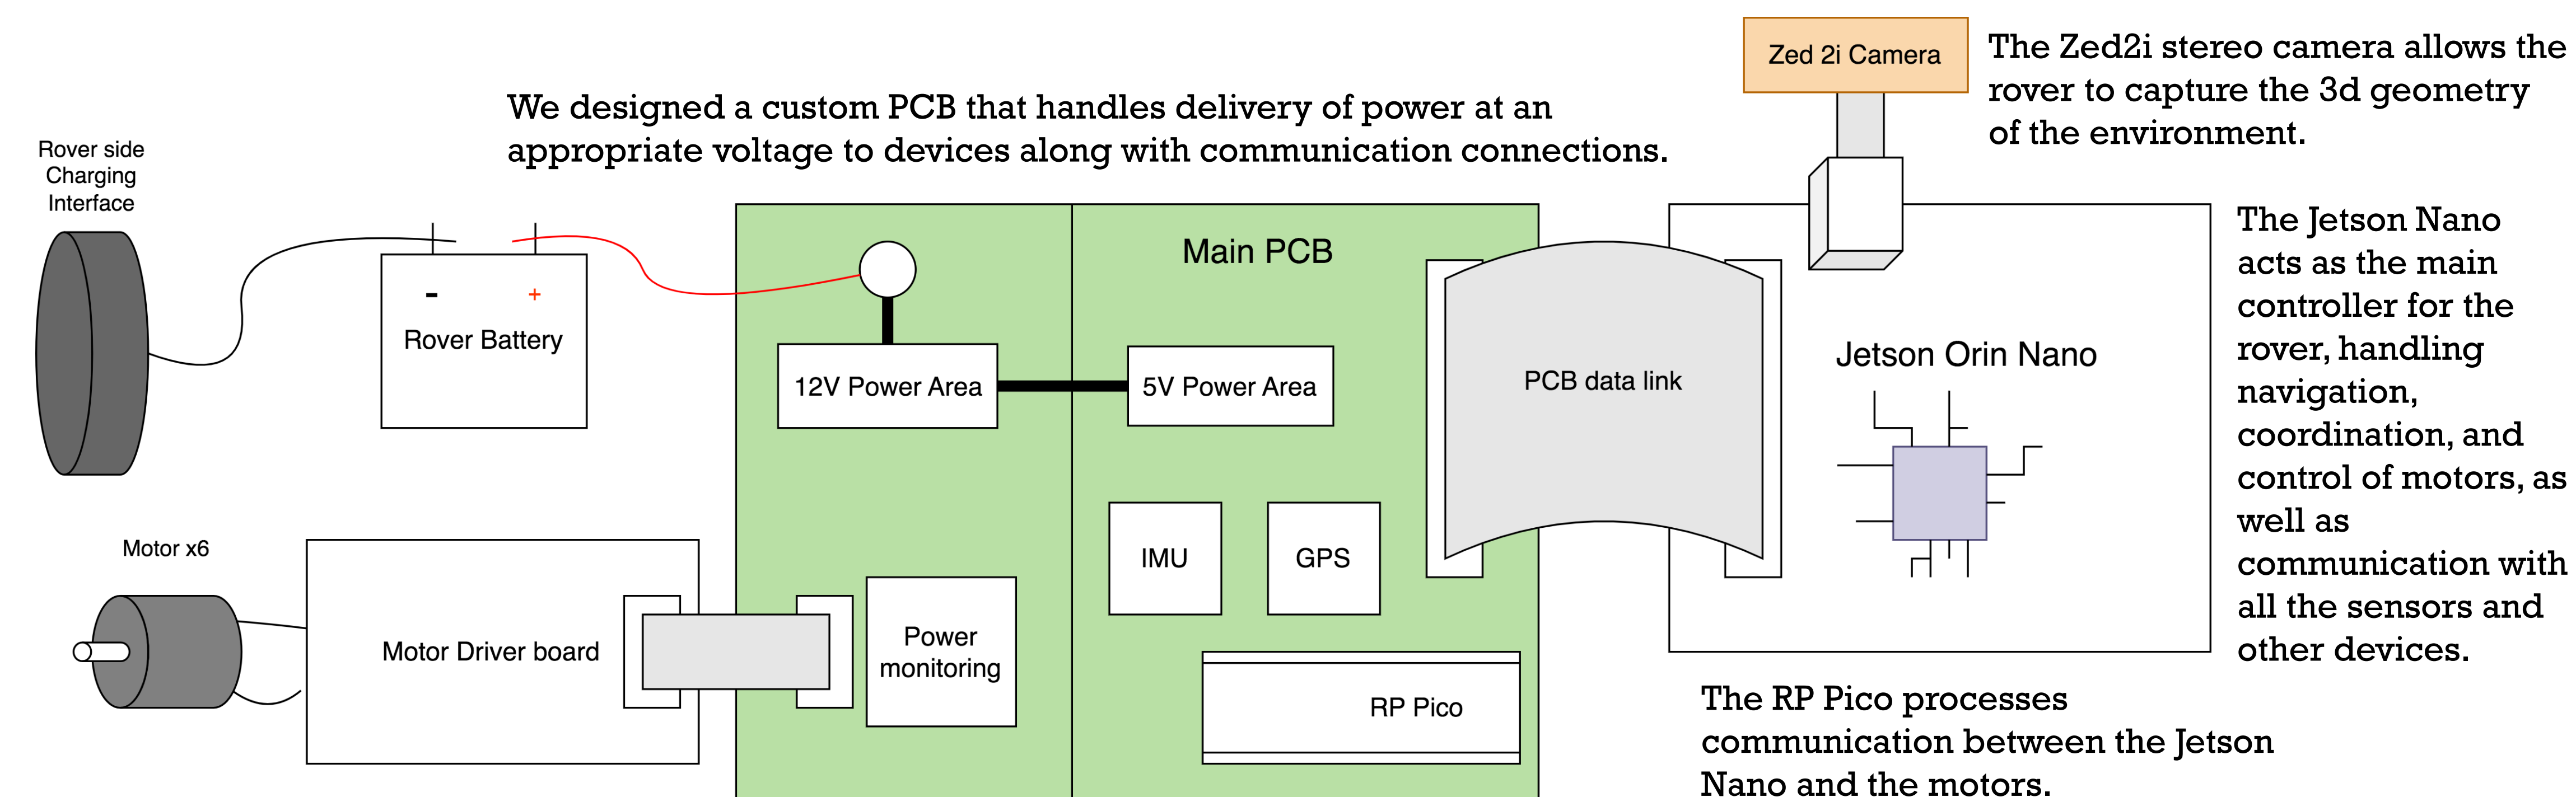 Zed 2i Camera
The Zed2i stereo camera allows the
rover to capture the 3d geometry
of the environment.
We designed a custom PCB that handles delivery of power at an
appropriate voltage to devices along with communication connections.
Rover side
Charging
Interface
-
+
Rover Battery
Main PCB
12V Power Area
5V Power Area
PCB data link
Jetson Orin Nano
The Jetson Nano
acts as the main
controller for the
rover, handling
navigation,
coordination, and
control of motors, as
well as
communication with
all the sensors and
other devices.
Motor x6
Motor Driver board
Power
monitoring
IMU
GPS
RP Pico
The RP Pico processes
communication between the Jetson
Nano and the motors.